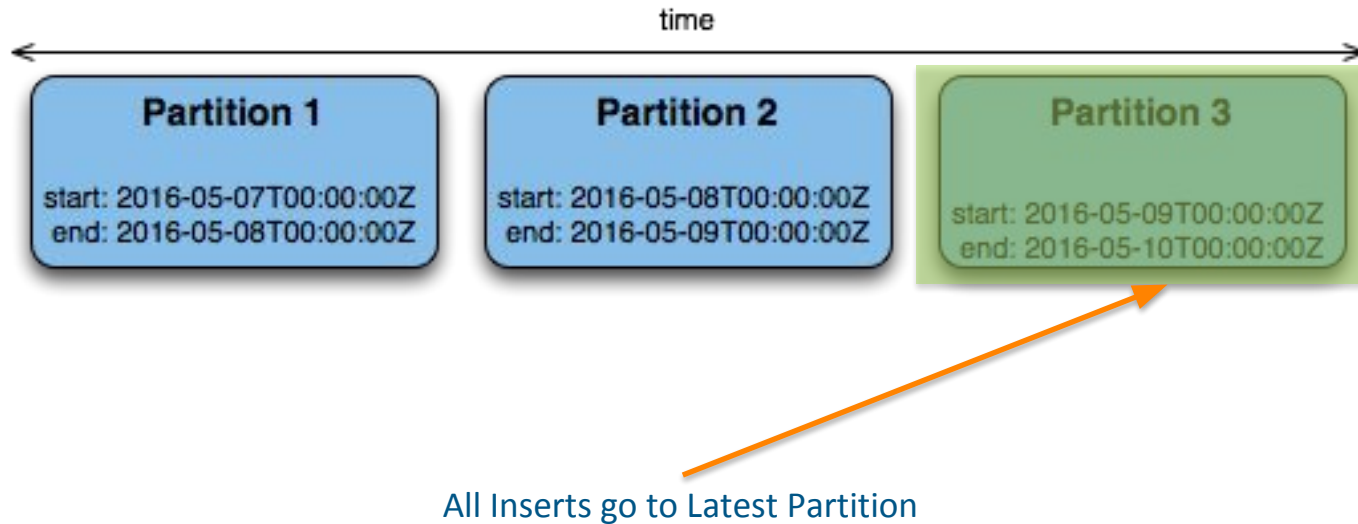 time
Partition 1
start: 2016-05-07T00:00:00Z
end: 2016-05-08T00:00:00Z
Partition 2
start: 2016-05-08T00:00:00Z
end: 2016-05-09T00:00:00Z
Partition 3
start: 2016-05-09T00:00:00Z
end: 2016-05-10T00:00:00Z
All Inserts go to Latest Partition